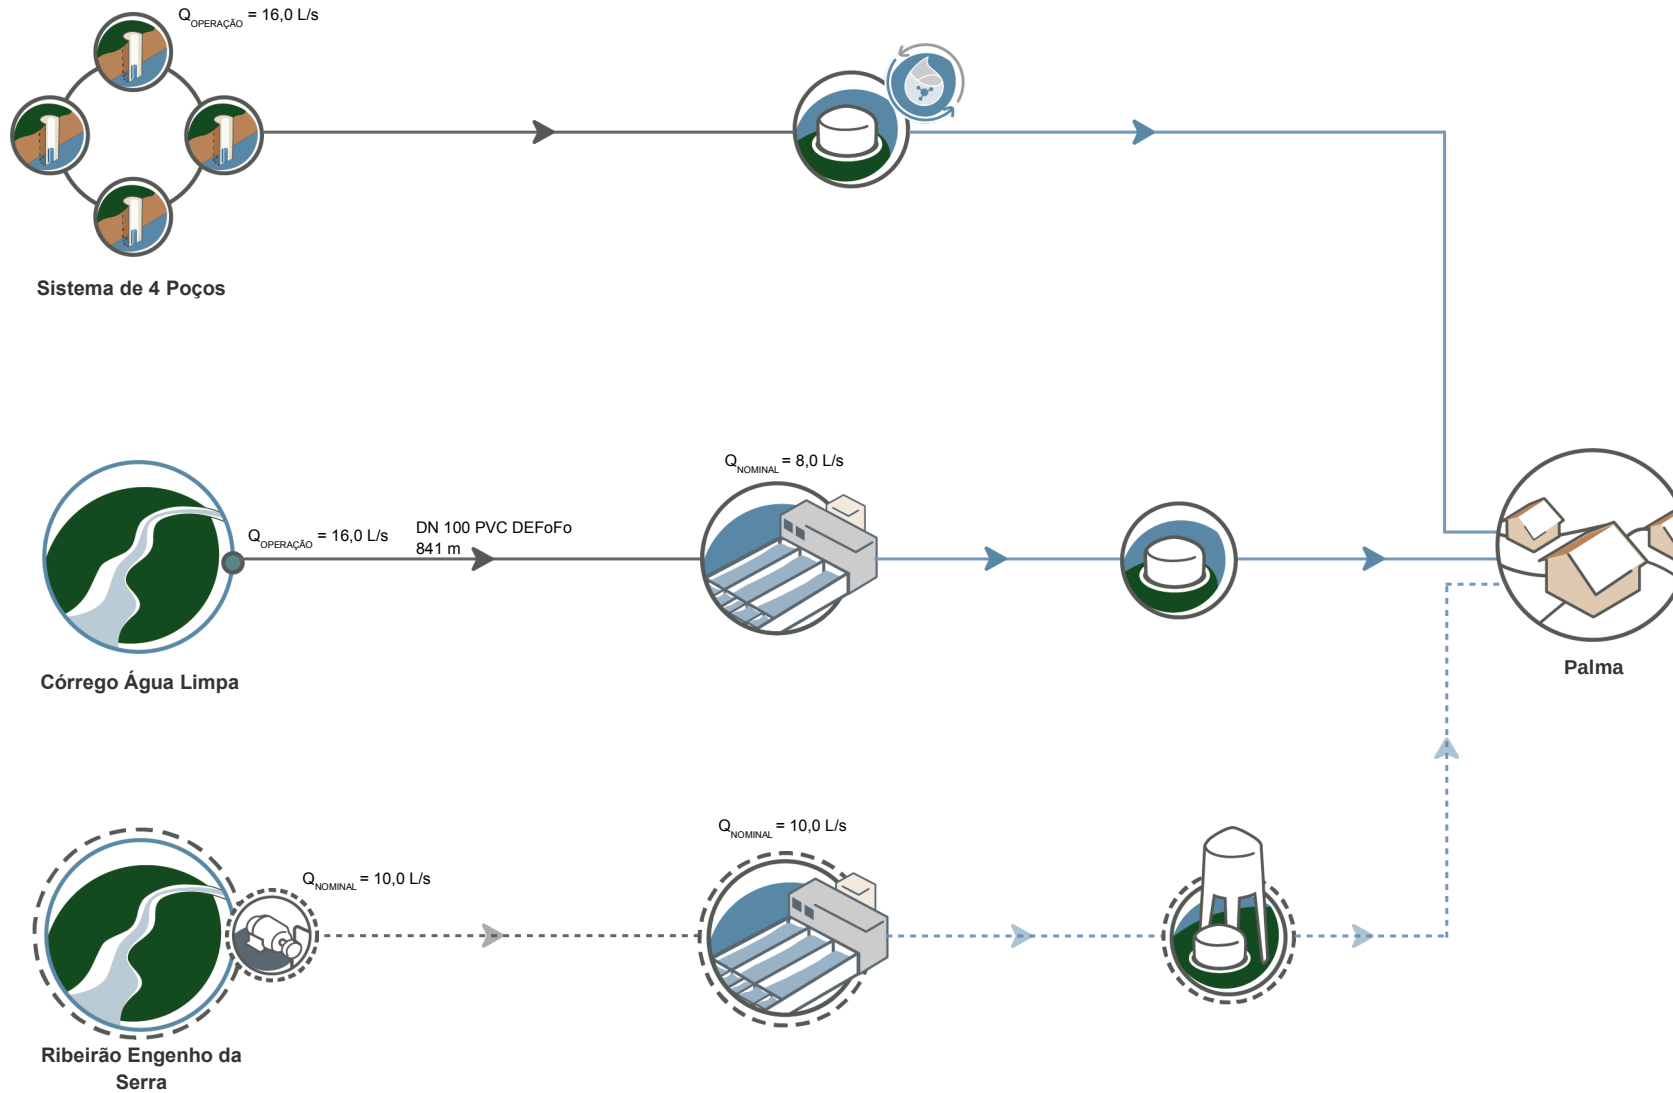 Q OPERAÇÃO = 16,0 L/s
Sistema de 4 Poços
Q NOMINAL = 8,0 L/s
Q OPERAÇÃO = 16,0 L/s
DN 100 PVC DEFoFo
841 m
Córrego Água Limpa
Palma
Q NOMINAL = 10,0 L/s
Q NOMINAL = 10,0 L/s
Ribeirão Engenho da
Serra